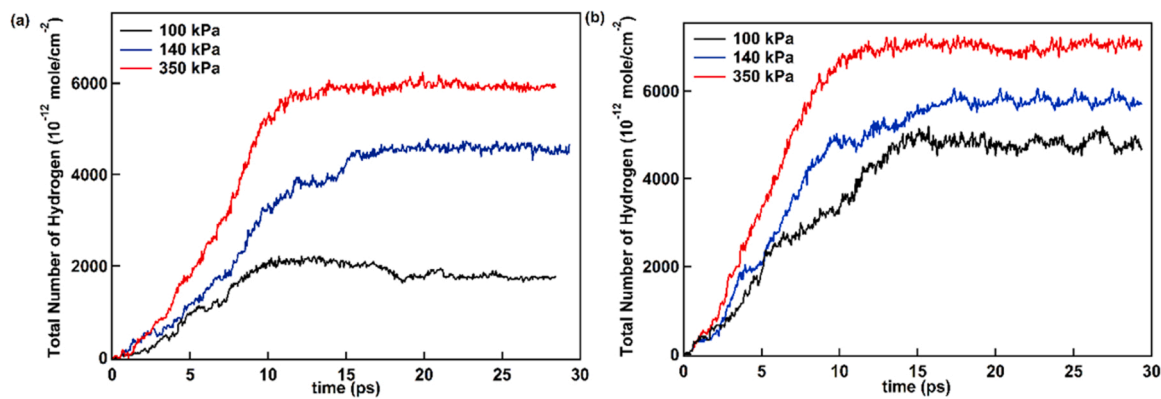 (a)
Total Number of Hydrogen (10⁻¹² mole/cm⁻²)
6000
4000
2000
0
100 kPa
140 kPa
350 kPa
0 5 10 15 20 25 30
time (ps)
(b)
Total Number of Hydrogen (10⁻¹² mole/cm⁻²)
6000
4000
2000
0
100 kPa
140 kPa
350 kPa
0 5 10 15 20 25 30
time (ps)